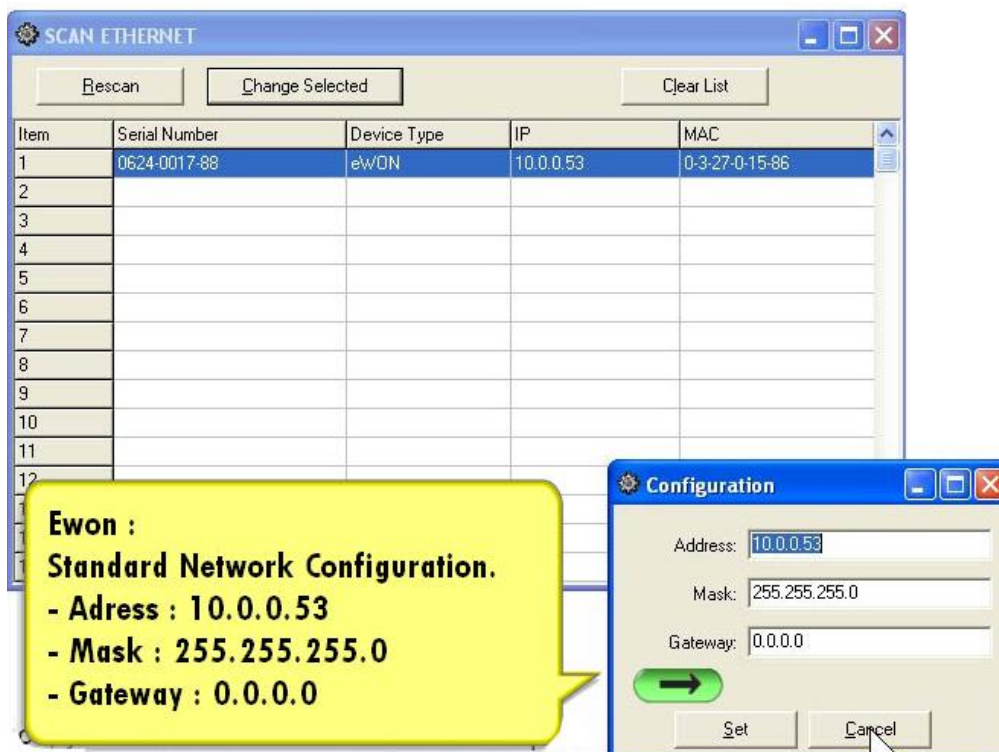 SCAN ETHERNET
Rescan Change Selected Clear List
Item Serial Number Device Type IP MAC
1 0624-0017-88 eWON 10.0.0.53 0-3-27-0-15-86
2
3
4
5
6
7
8
9
10
11
12
Ewon :
Standard Network Configuration.
- Adress : 10.0.0.53
- Mask : 255.255.255.0
- Gateway : 0.0.0.0
Configuration
Address: 10.0.0.53
Mask: 255.255.255.0
Gateway: 0.0.0.0
Set Cancel